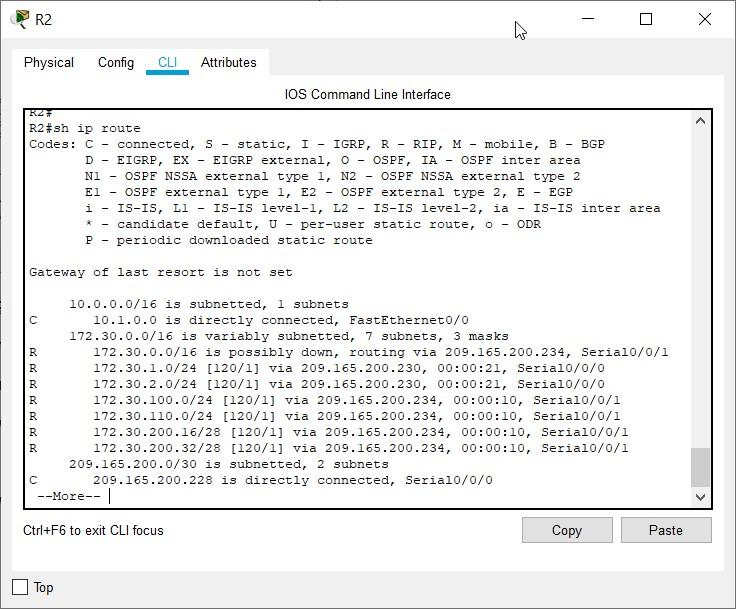 R2
Physical Config CLI Attributes
IOS Command Line Interface
R2#
R2#sh ip route
Codes: C - connected, S - static, I - IGRP, R - RIP, M - mobile, B - BGP
D - EIGRP, EX - EIGRP external, O - OSPF, IA - OSPF inter area
N1 - OSPF NSSA external type 1, N2 - OSPF NSSA external type 2
E1 - OSPF external type 1, E2 - OSPF external type 2, E - EGP
i - IS-IS, L1 - IS-IS level-1, L2 - IS-IS level-2, ia - IS-IS inter area
* - candidate default, U - per-user static route, o - ODR
P - periodic downloaded static route
Gateway of last resort is not set
10.0.0.0/16 is subnetted, 1 subnets
C 10.1.0.0 is directly connected, FastEthernet0/0
172.30.0.0/16 is variably subnetted, 7 subnets, 3 masks
R 172.30.0.0/16 is possibly down, routing via 209.165.200.234, Serial0/0/1
R 172.30.1.0/24 [120/1] via 209.165.200.230, 00:00:21, Serial0/0/0
R 172.30.2.0/24 [120/1] via 209.165.200.230, 00:00:21, Serial0/0/0
R 172.30.100.0/24 [120/1] via 209.165.200.234, 00:00:10, Serial0/0/1
R 172.30.110.0/24 [120/1] via 209.165.200.234, 00:00:10, Serial0/0/1
R 172.30.200.16/28 [120/1] via 209.165.200.234, 00:00:10, Serial0/0/1
R 172.30.200.32/28 [120/1] via 209.165.200.234, 00:00:10, Serial0/0/1
209.165.200.0/30 is subnetted, 2 subnets
C 209.165.200.228 is directly connected, Serial0/0/0
--More--
Ctrl+F6 to exit CLI focus
Copy Paste
Top